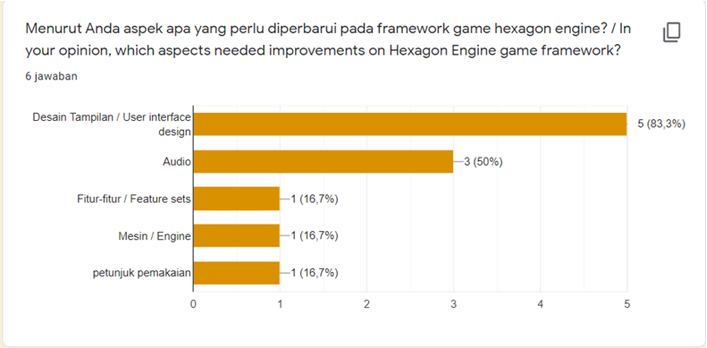 Menurut Anda aspek apa yang perlu diperbarui pada framework game hexagon engine? / In
your opinion, which aspects needed improvements on Hexagon Engine game framework?
6 jawaban
Desain Tampilan / User interface
design
5 (83,3%)
Audio
3 (50%)
Fitur-fitur / Feature sets
1 (16,7%)
Mesin / Engine
1 (16,7%)
petunjuk pemakaian
1 (16,7%)
0 1 2 3 4 5